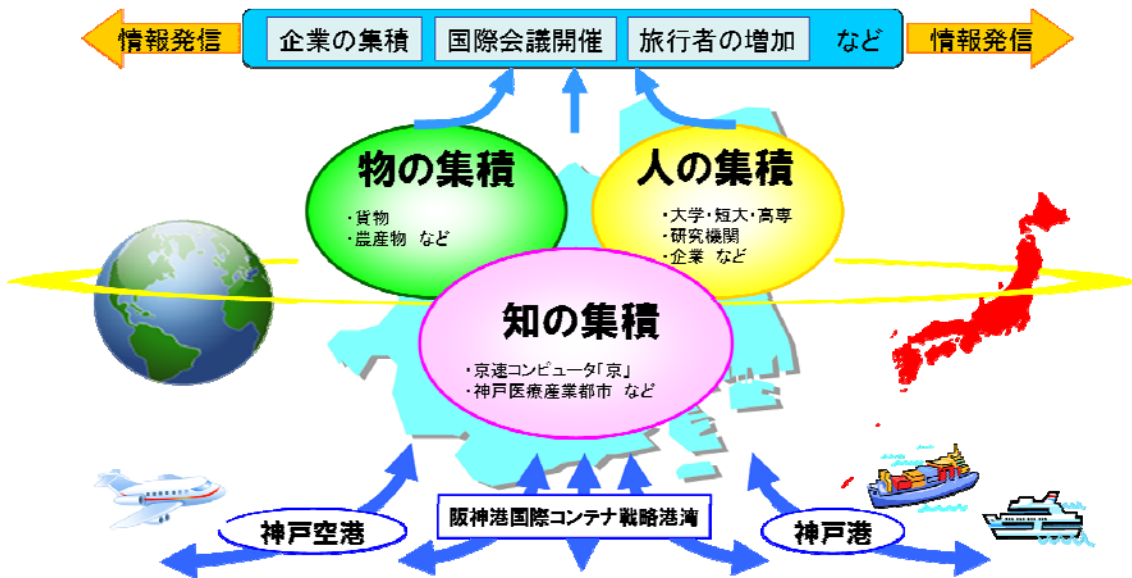 情報発信
企業の集積
国際会議開催
旅行者の増加
など
情報発信
物の集積
・貨物
・農産物 など
人の集積
・大学・短大・高専
・研究機関
・企業 など
知の集積
・京速コンピュータ「京」
・神戸医療産業都市 など
神戸空港
阪神港国際コンテナ戦略港湾
神戸港